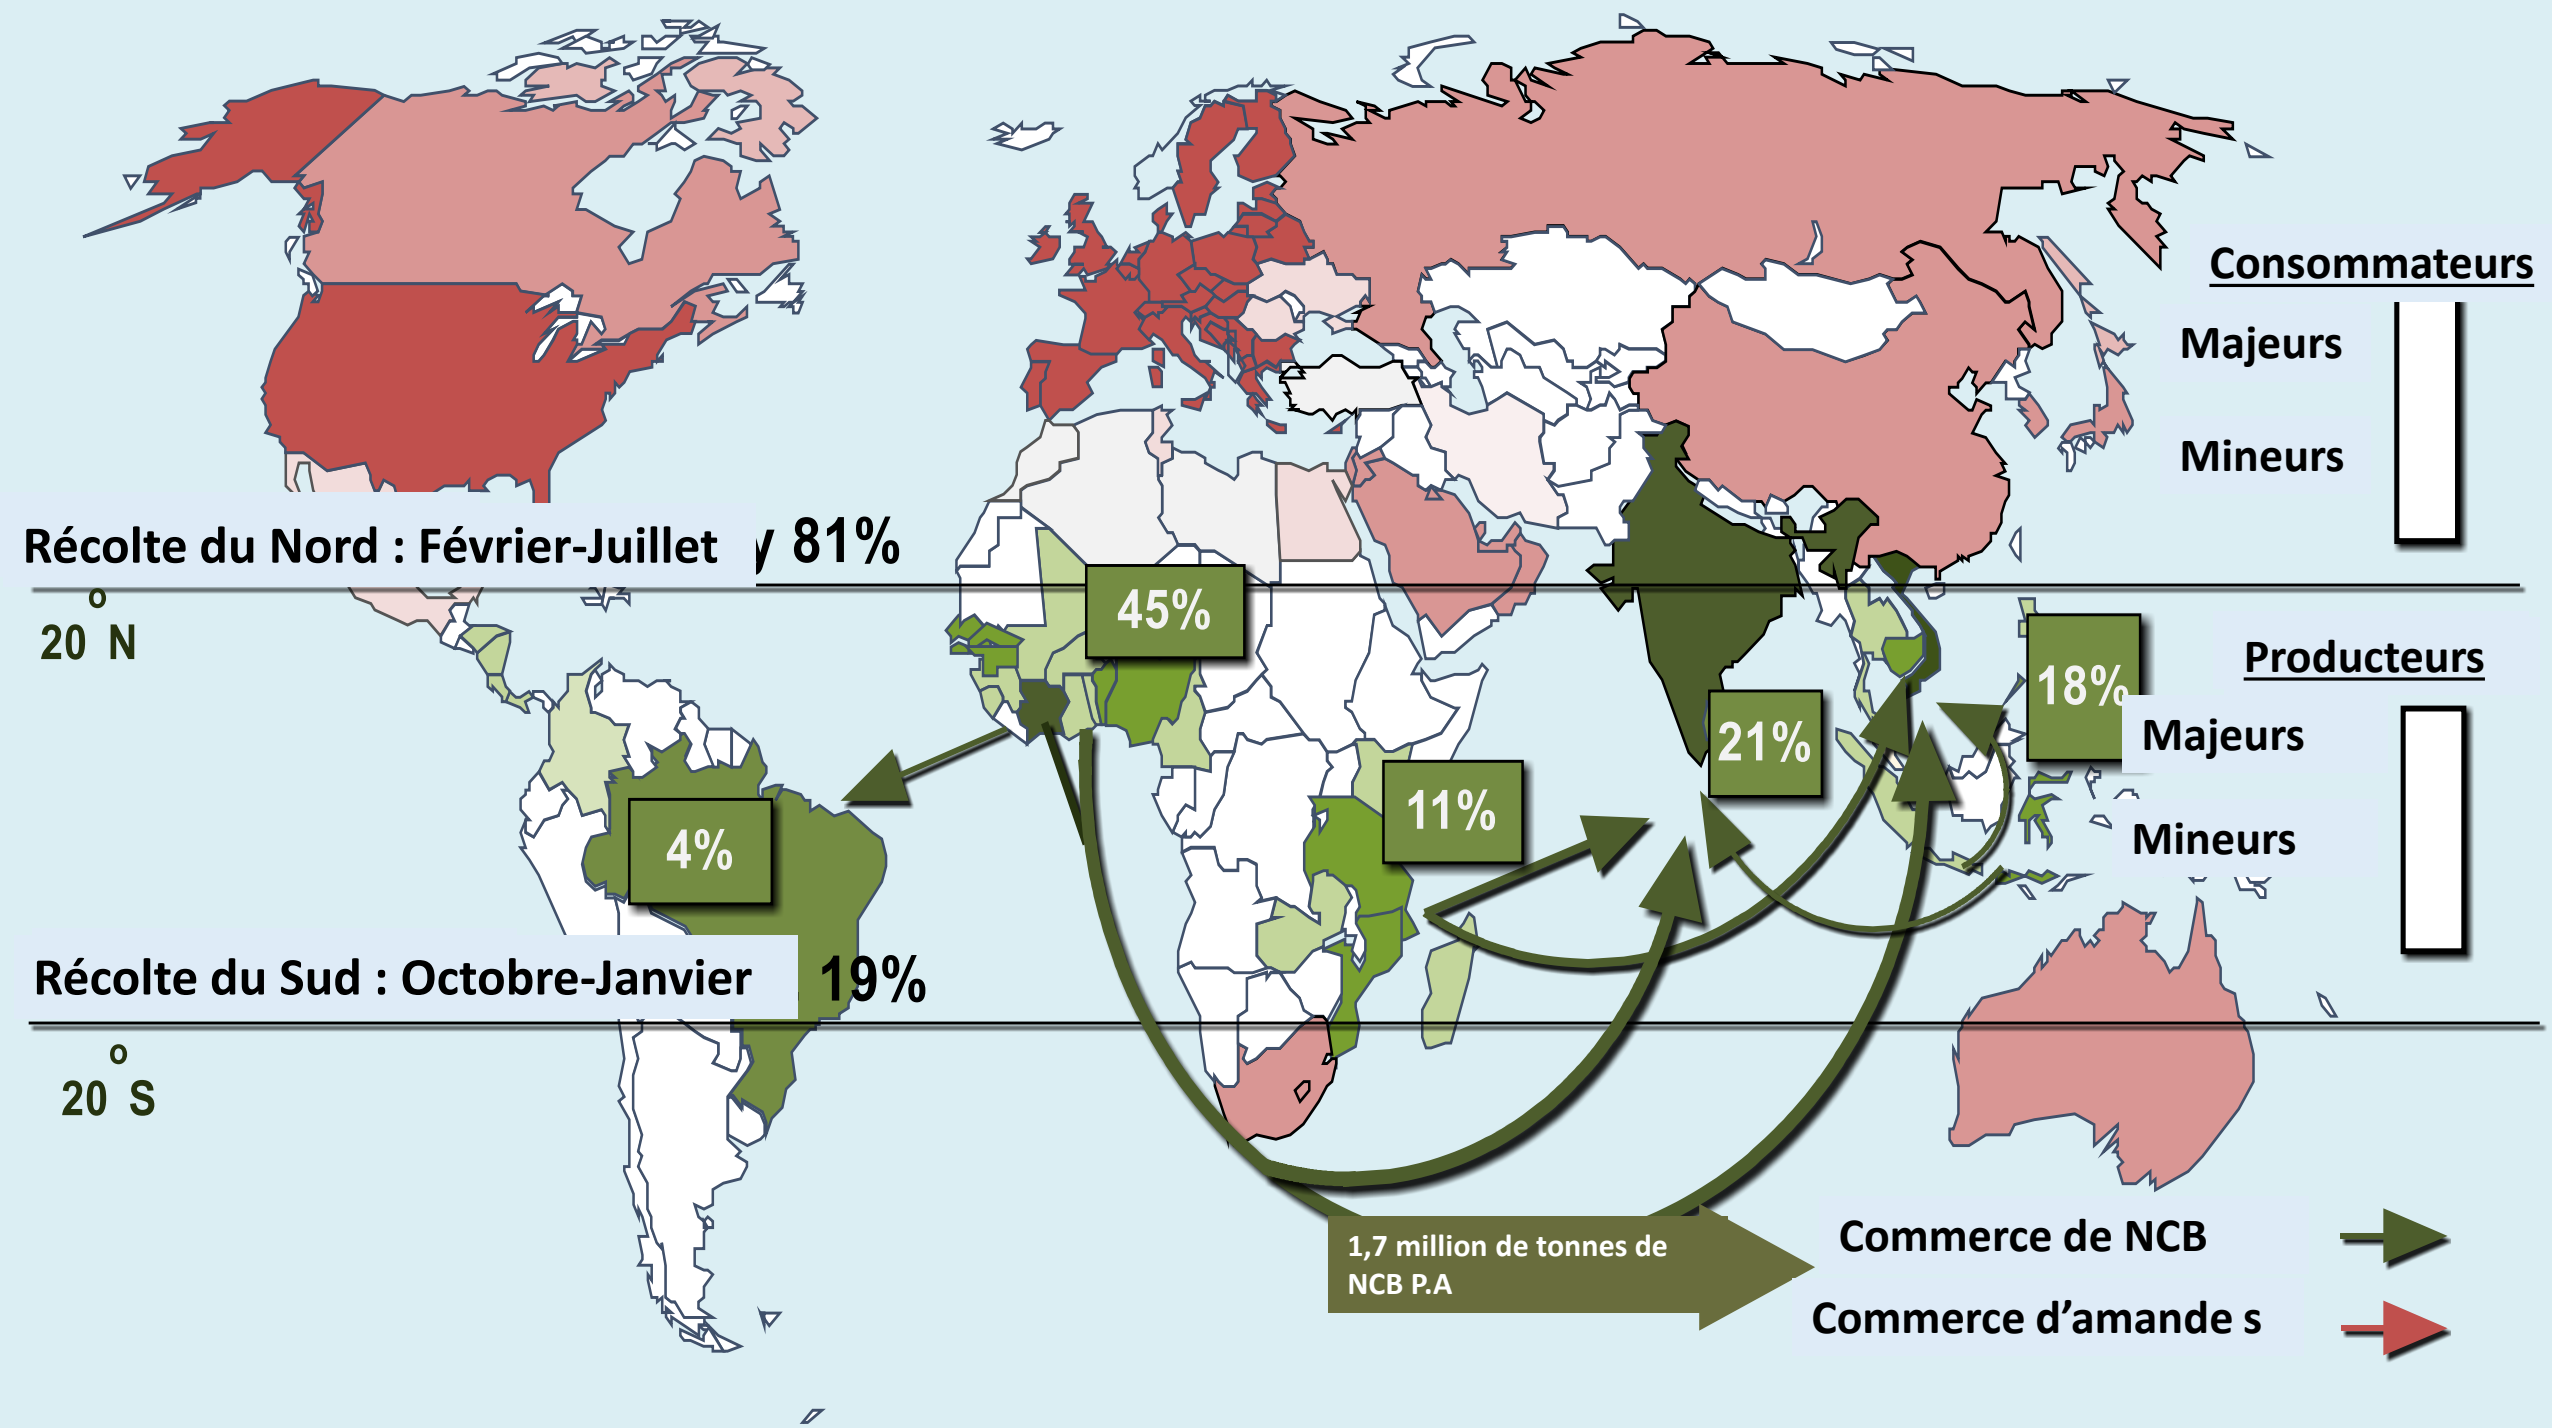 Consommateurs
Majeurs
Mineurs
Récolte du Nord : Février-Juillet y 81%
o
20 N
45%
Producteurs
18%
Majeurs
21%
11%
4%
Mineurs
Récolte du Sud : Octobre-Janvier 19%
o
20 S
1,7 million de tonnes de
NCB P.A
Commerce de NCB
Commerce d’amande s